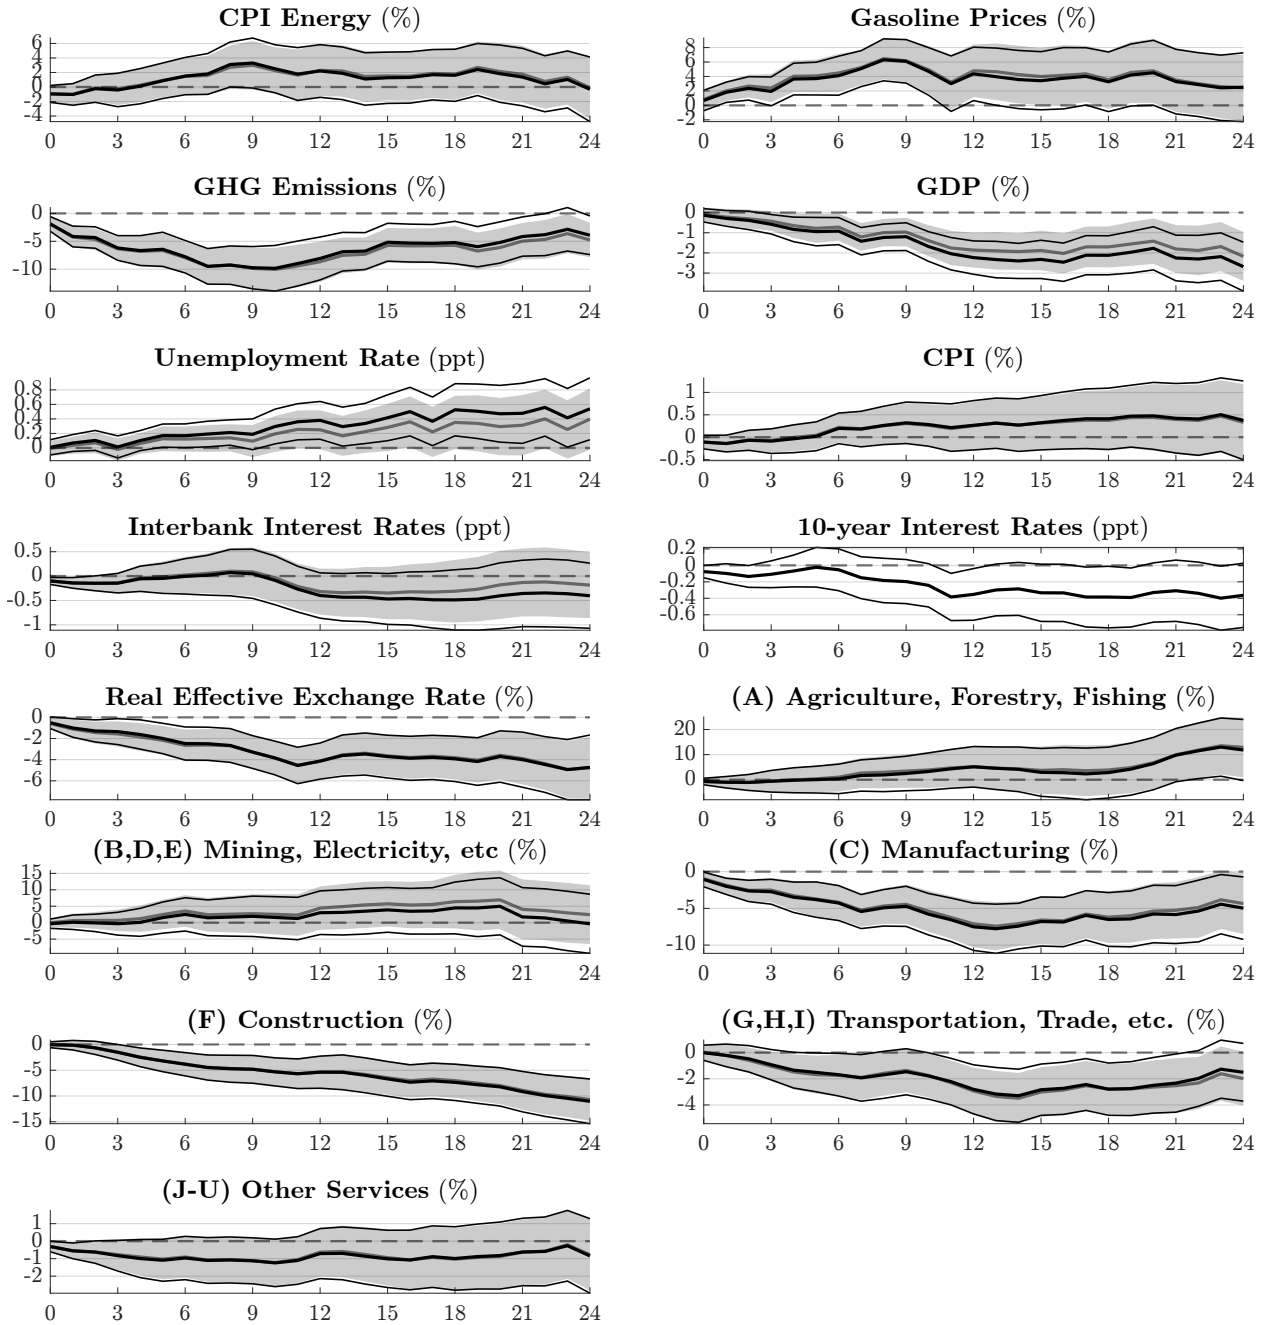 CPI Energy (%)
6
4
2
0
-2
-4
0 3 6 9 12 15 18 21 24
Gasoline Prices (%)
8
6
4
2
0
-2
0 3 6 9 12 15 18 21 24
GHG Emissions (%)
0
-5
-10
0 3 6 9 12 15 18 21 24
GDP (%)
0
-1
-2
-3
0 3 6 9 12 15 18 21 24
Unemployment Rate (ppt)
0.8
0.6
0.4
0.2
0
0 3 6 9 12 15 18 21 24
CPI (%)
1
0.5
0
-0.5
0 3 6 9 12 15 18 21 24
Interbank Interest Rates (ppt)
0.5
0
-0.5
-1
0 3 6 9 12 15 18 21 24
10-year Interest Rates (ppt)
0.2
0
-0.2
-0.4
-0.6
0 3 6 9 12 15 18 21 24
Real Effective Exchange Rate (%)
0
-2
-4
-6
0 3 6 9 12 15 18 21 24
(A) Agriculture, Forestry, Fishing (%)
20
10
0
0 3 6 9 12 15 18 21 24
(B,D,E) Mining, Electricity, etc (%)
15
10
5
0
-5
0 3 6 9 12 15 18 21 24
(C) Manufacturing (%)
0
-5
-10
0 3 6 9 12 15 18 21 24
(F) Construction (%)
0
-5
-10
-15
0 3 6 9 12 15 18 21 24
(G,H,I) Transportation, Trade, etc. (%)
0
-2
-4
0 3 6 9 12 15 18 21 24
(J-U) Other Services (%)
1
0
-1
-2
0 3 6 9 12 15 18 21 24